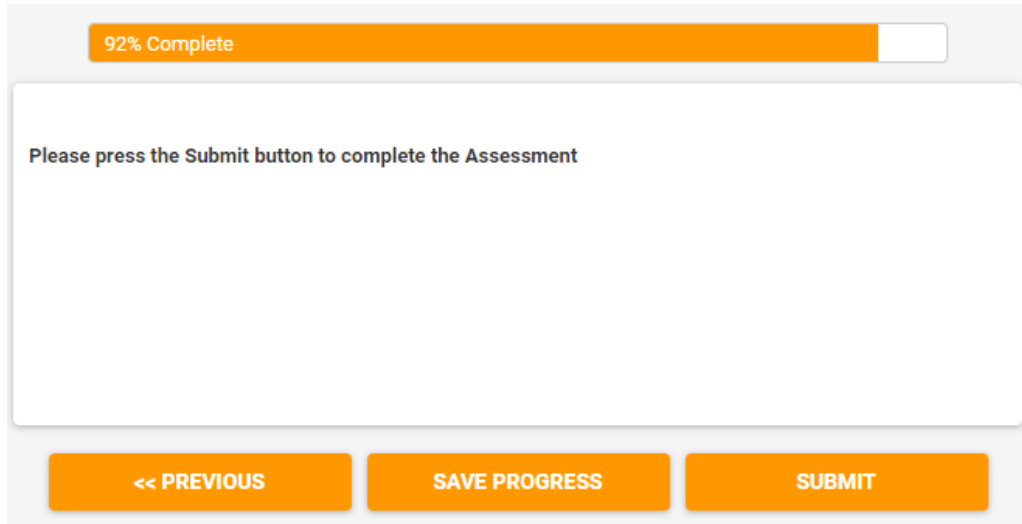 92% Complete
Please press the Submit button to complete the Assessment
<< PREVIOUS
SAVE PROGRESS
SUBMIT